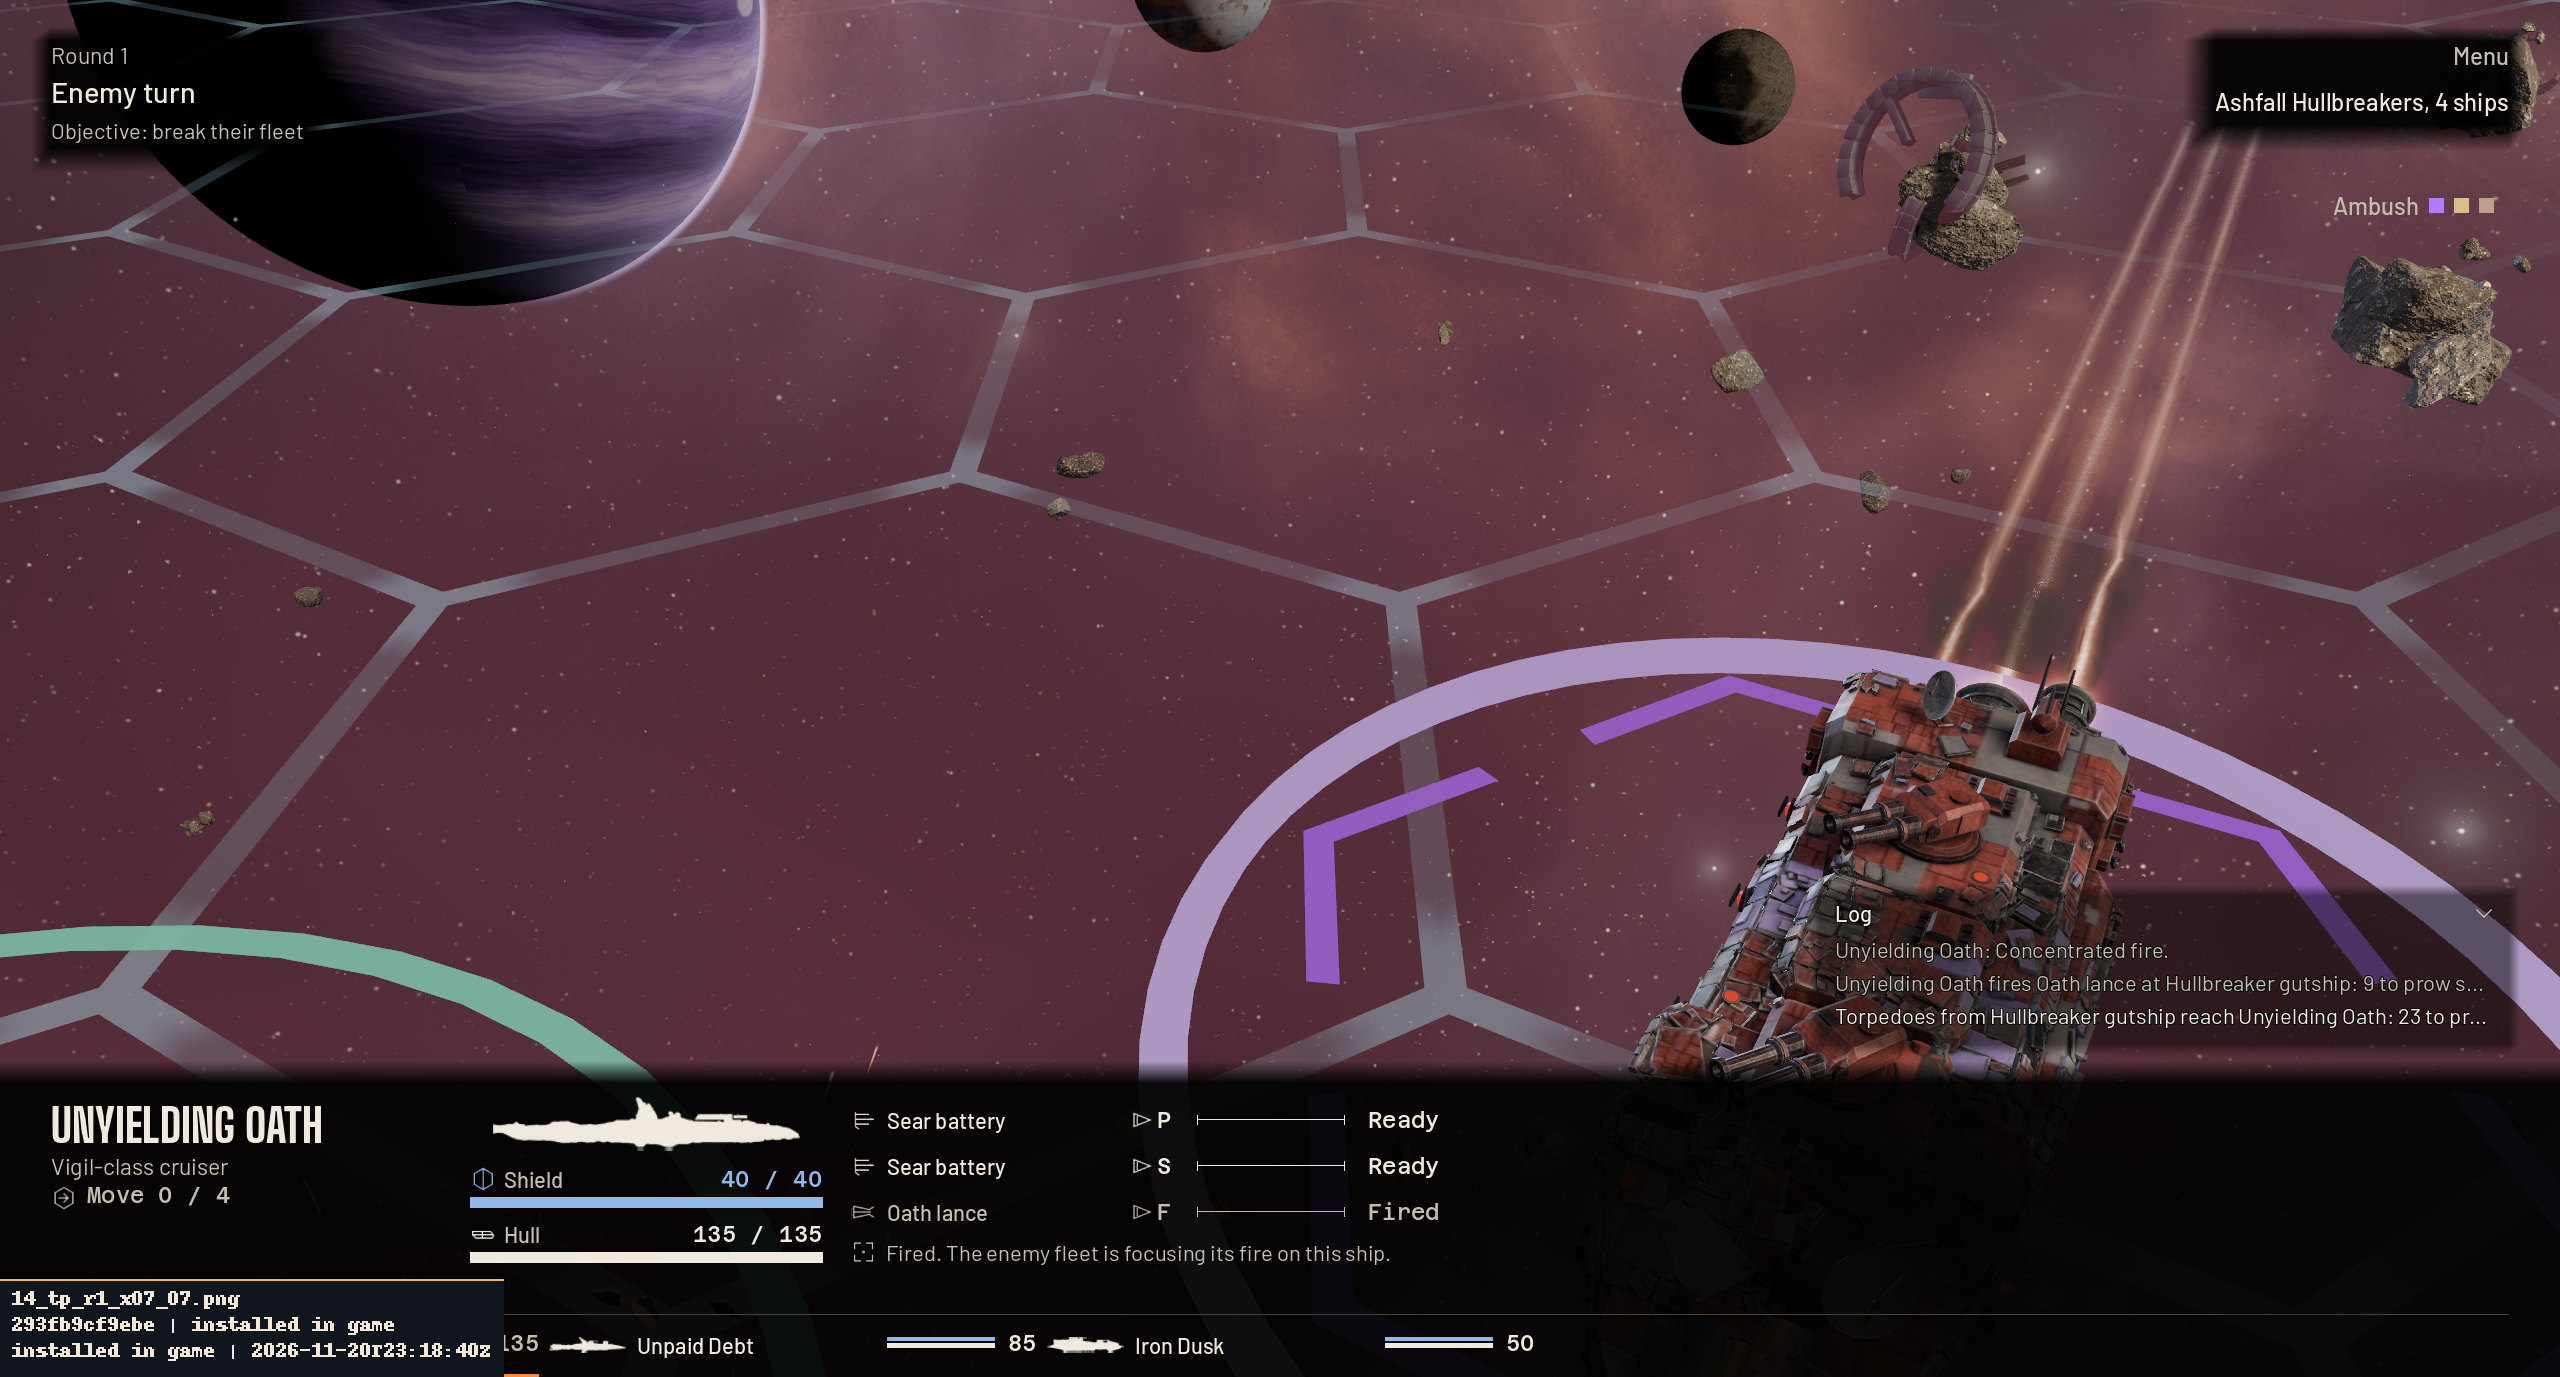 Round 1
Enemy turn
Objective: break their fleet
Menu
Ashfall Hullbreakers, 4 ships
Ambush
Log
Unyielding Oath: Concentrated fire.
Unyielding Oath fires Oath lance at Hullbreaker gutship: 9 to prow s...
Torpedoes from Hullbreaker gutship reach Unyielding Oath: 23 to pr...
UNYIELDING OATH
Vigil-class cruiser
Move 0 / 4
Shield 40 / 40
Hull 135 / 135
Sear battery P Ready
Sear battery S Ready
Oath lance F Fired
Fired. The enemy fleet is focusing its fire on this ship.
14_tp_r1_x07_07.png
293fb9cf9ebe | installed in game
installed in game | 2026-11-20T23:18:40Z
135 Unpaid Debt 85 Iron Dusk 50